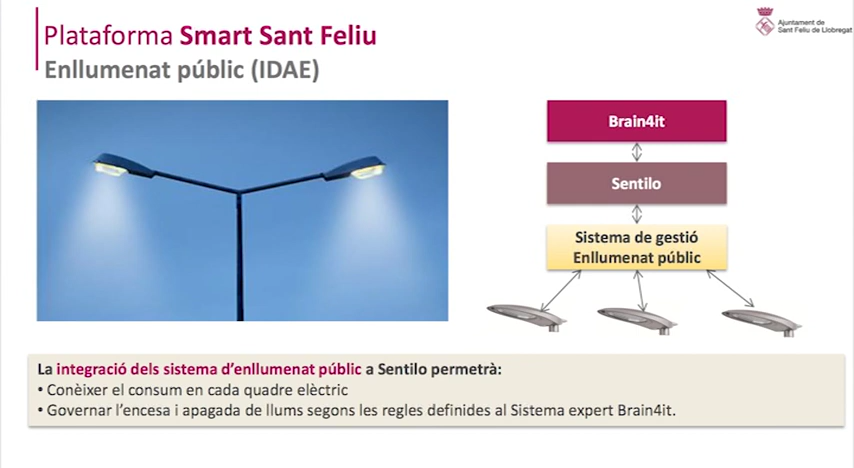 Plataforma Smart Sant Feliu
Enllumenat públic (IDAE)
Ajuntament de
Sant Feliu de Llobregat
Brain4it
Sentilo
Sistema de gestió
Enllumenat públic
La integració dels sistema d'enllumenat públic a Sentilo permetrà:
• Conèixer el consum en cada quadre elèctric
• Governar l'encesa i apagada de llums segons les regles definides al Sistema expert Brain4it.